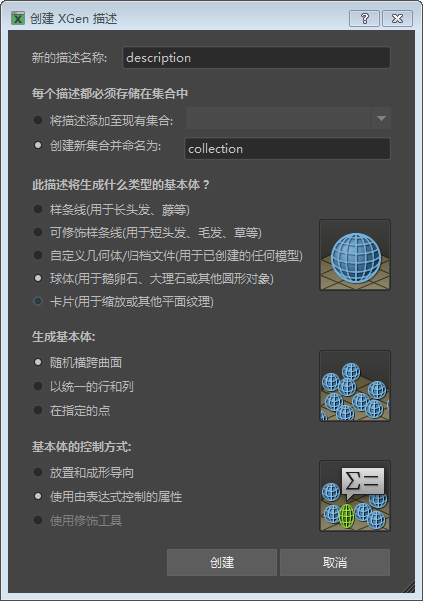 创建 XGen 描述
新的描述名称: description
每个描述都必须存储在集合中
将描述添加至现有集合:
创建新集合并命名为: collection
此描述将生成什么类型的基本体？
样条线(用于长头发、藤等)
可修饰样条线(用于短头发、毛发、草等)
自定义几何体/归档文件(用于已创建的任何模型)
球体(用于鹅卵石、大理石或其他圆形对象)
卡片(用于缩放或其他平面纹理)
生成基本体:
随机横跨曲面
以统一的行和列
在指定的点
基本体的控制方式:
放置和成形导向
使用由表达式控制的属性
使用修饰工具
Σ=
创建 取消